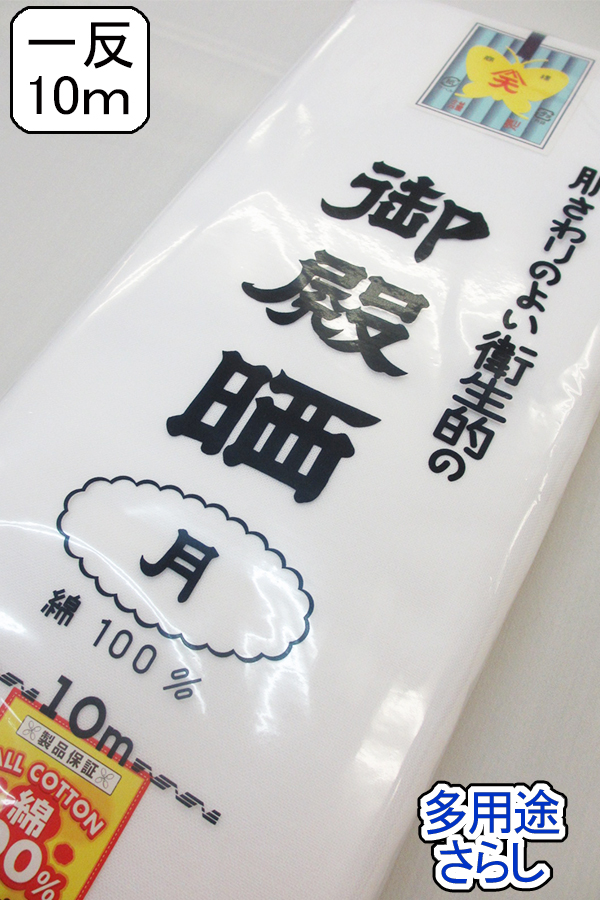 一反
10m
肌さわりのよい衛生的の
御殿晒
月
綿 100%
10m
製品保証
ALL COTTON
綿
100%
多用途
さらし